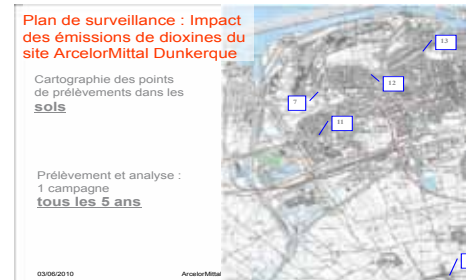 Plan de surveillance : Impact
des émissions de dioxines du
site ArcelorMittal Dunkerque
Cartographie des points
de prélèvements dans les
sols
13
12
7
11
Prélèvement et analyse :
1 campagne
tous les 5 ans
03/06/2010 ArcelorMittal